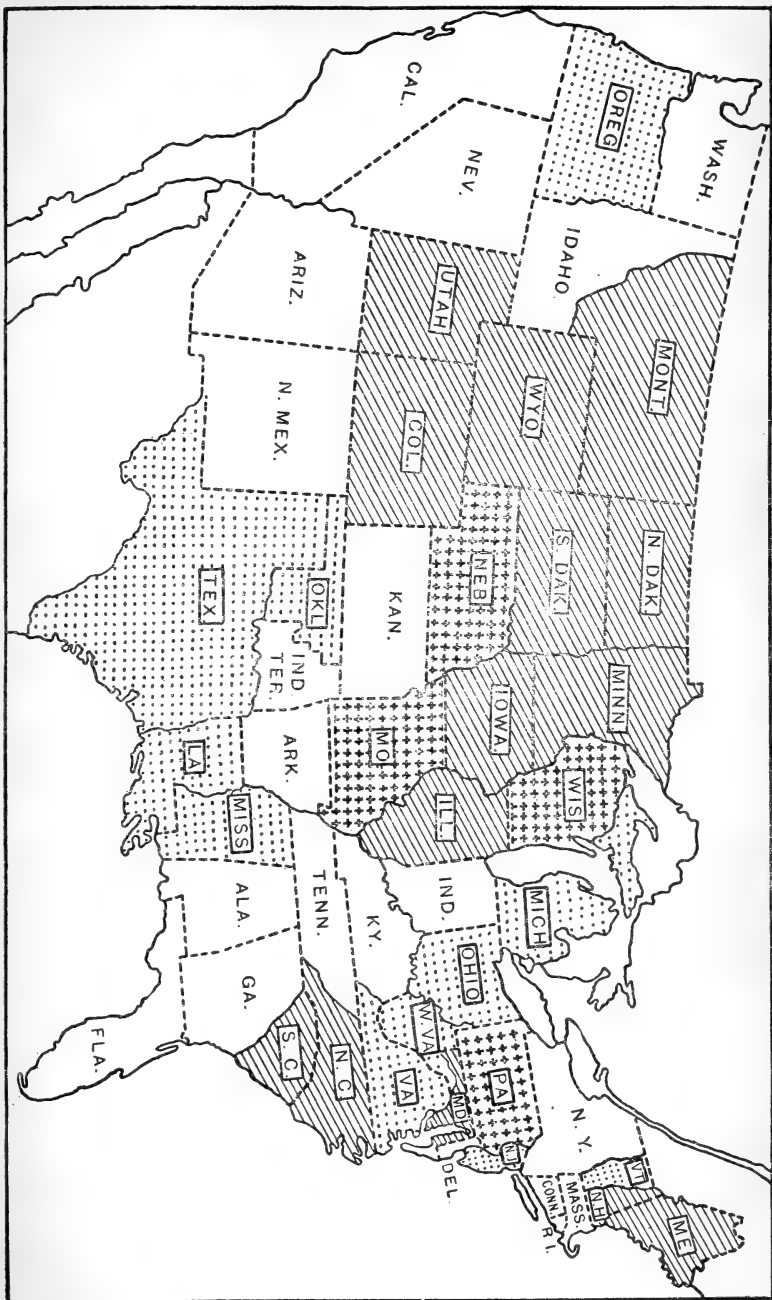 WASH.
OREG
CAL.
NEV.
IDAHO
MONT.
WYO
UTAH
COL.
ARIZ.
N. MEX.
N. DAK
S. DAK
NEB
KAN.
OKL
IND
TER.
TEX
MINN
IOWA
MO
ARK
LA
WIS
ILL.
MICH
IND.
OHIO
KY.
TENN.
MISS
ALA.
GA.
FLA.
S. C
N. C
VA
W.VA
MD
DEL.
PA
N.J
N. Y.
CONN.
R I.
MASS.
VT
N.H
ME